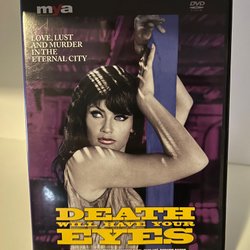 mya
DVD
LOVE, LUST
AND MURDER
IN THE
ETERNAL CITY
DEATH
WILL HAVE YOUR
EYES